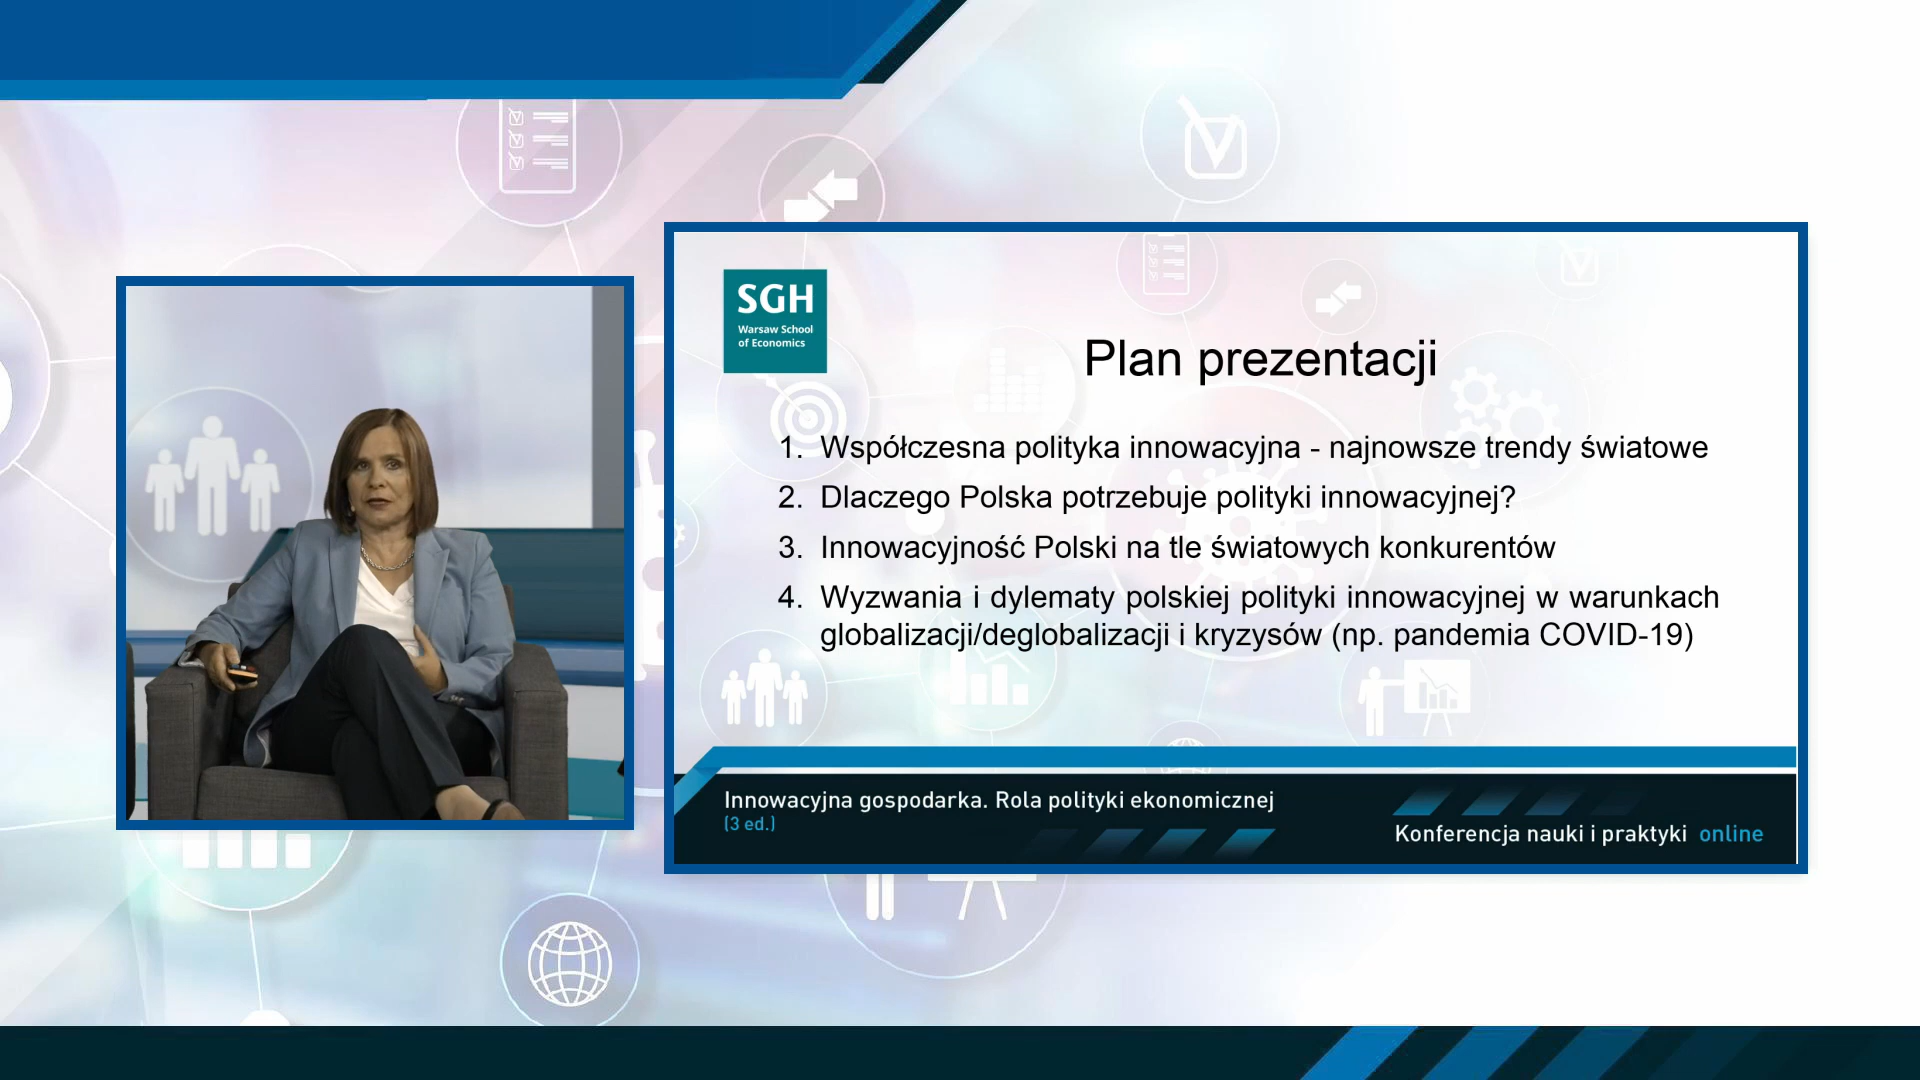 SGH
Warsaw School
of Economics
Plan prezentacji
1. Współczesna polityka innowacyjna - najnowsze trendy światowe
2. Dlaczego Polska potrzebuje polityki innowacyjnej?
3. Innowacyjność Polski na tle światowych konkurentów
4. Wyzwania i dylematy polskiej polityki innowacyjnej w warunkach
globalizacji/deglobalizacji i kryzysów (np. pandemia COVID-19)
Innowacyjna gospodarka. Rola polityki ekonomicznej
(3 ed.)
Konferencja nauki i praktyki online